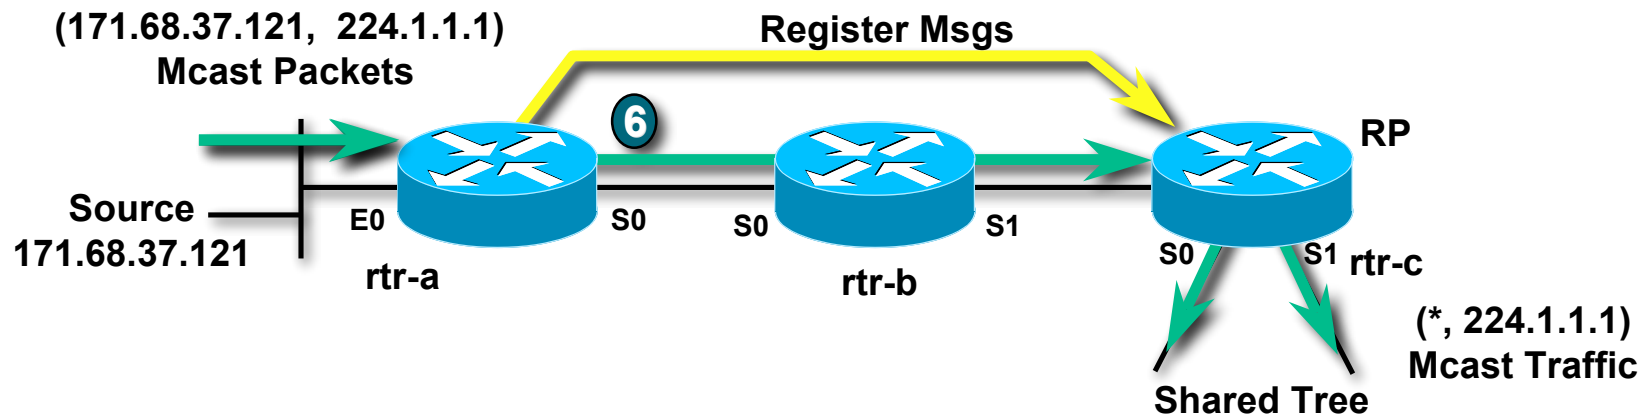 (171.68.37.121, 224.1.1.1)
Mcast Packets
Register Msgs
6
RP
Source
171.68.37.121
E0
S0
S0
S1
S0
S1
rtr-a
rtr-b
rtr-c
(*, 224.1.1.1)
Mcast Traffic
Shared Tree